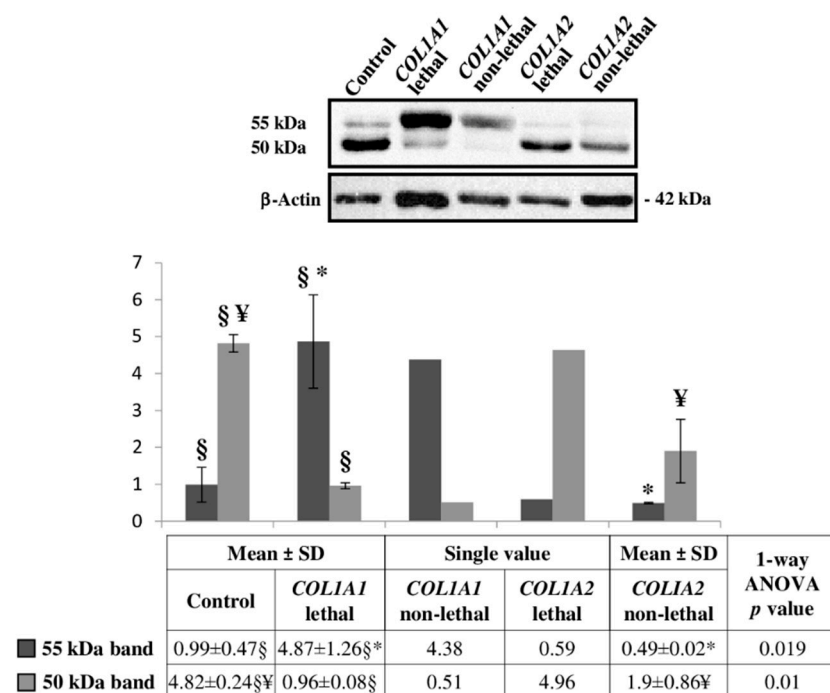 Control
COL1A1 lethal
COL1A1 non-lethal
COL1A2 lethal
COL1A2 non-lethal
55 kDa
50 kDa
β-Actin
- 42 kDa
7
6
5
4
3
2
1
0
§
§ ¥
§ *
§
*
¥
Mean ± SD
Single value
Mean ± SD
1-way ANOVA p value
Control
COL1A1 lethal
COL1A1 non-lethal
COL1A2 lethal
COLIA2 non-lethal
55 kDa band
0.99±0.47§
4.87±1.26§*
4.38
0.59
0.49±0.02*
0.019
50 kDa band
4.82±0.24§¥
0.96±0.08§
0.51
4.96
1.9±0.86¥
0.01